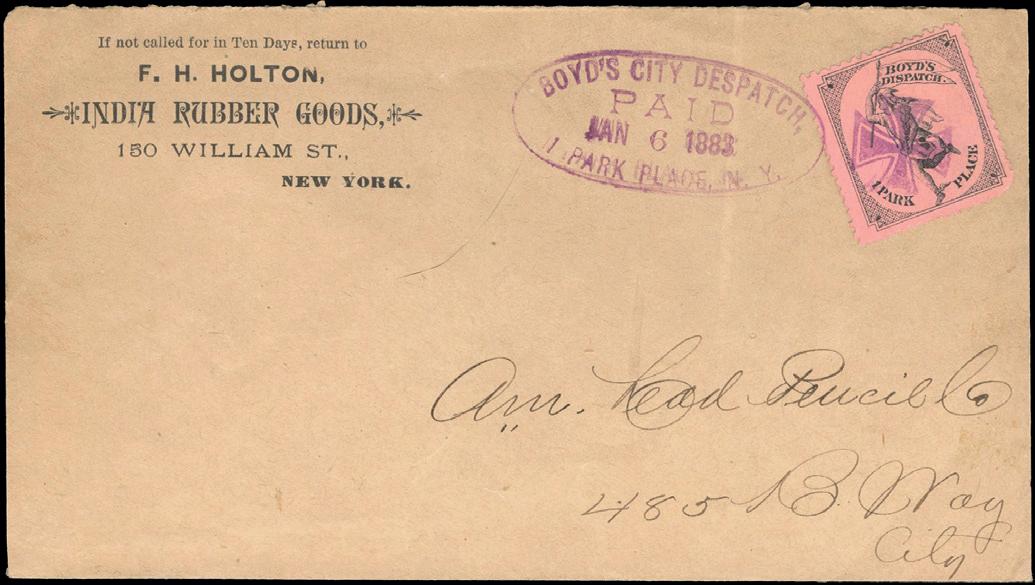 If not called for in Ten Days, return to
F. H. HOLTON,
INDIA RUBBER GOODS,
150 WILLIAM ST.,
NEW YORK.
BOYD'S CITY DESPATCH,
PAID
JAN 6 1883
1 PARK PLACE, N. Y.
BOYD'S
DISPATCH.
1 PARK PLACE
Am. Lead Pencil Co
485 B. Way
City